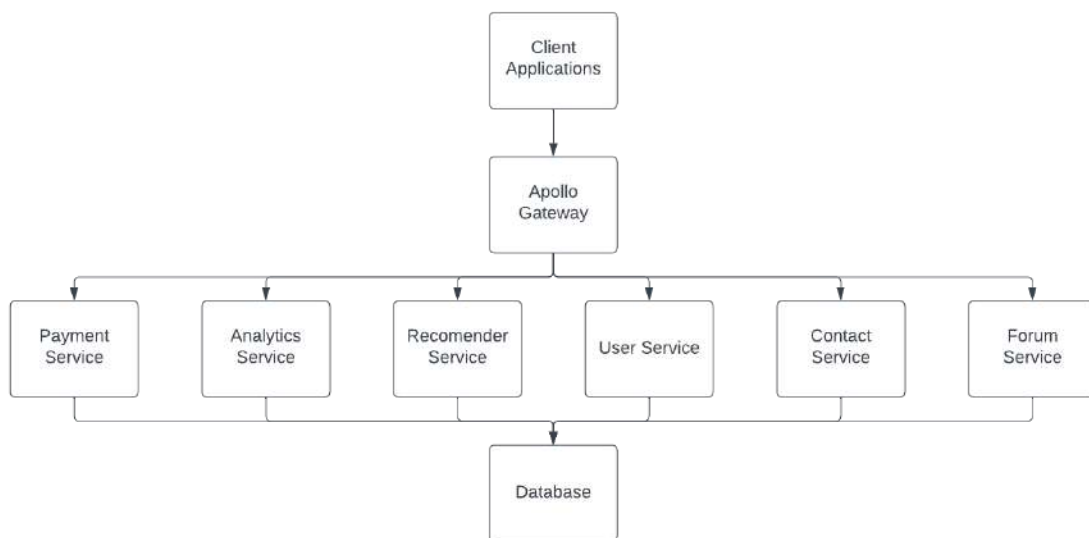 Client
Applications
Apollo
Gateway
Payment
Service
Analytics
Service
Recomender
Service
User Service
Contact
Service
Forum
Service
Database